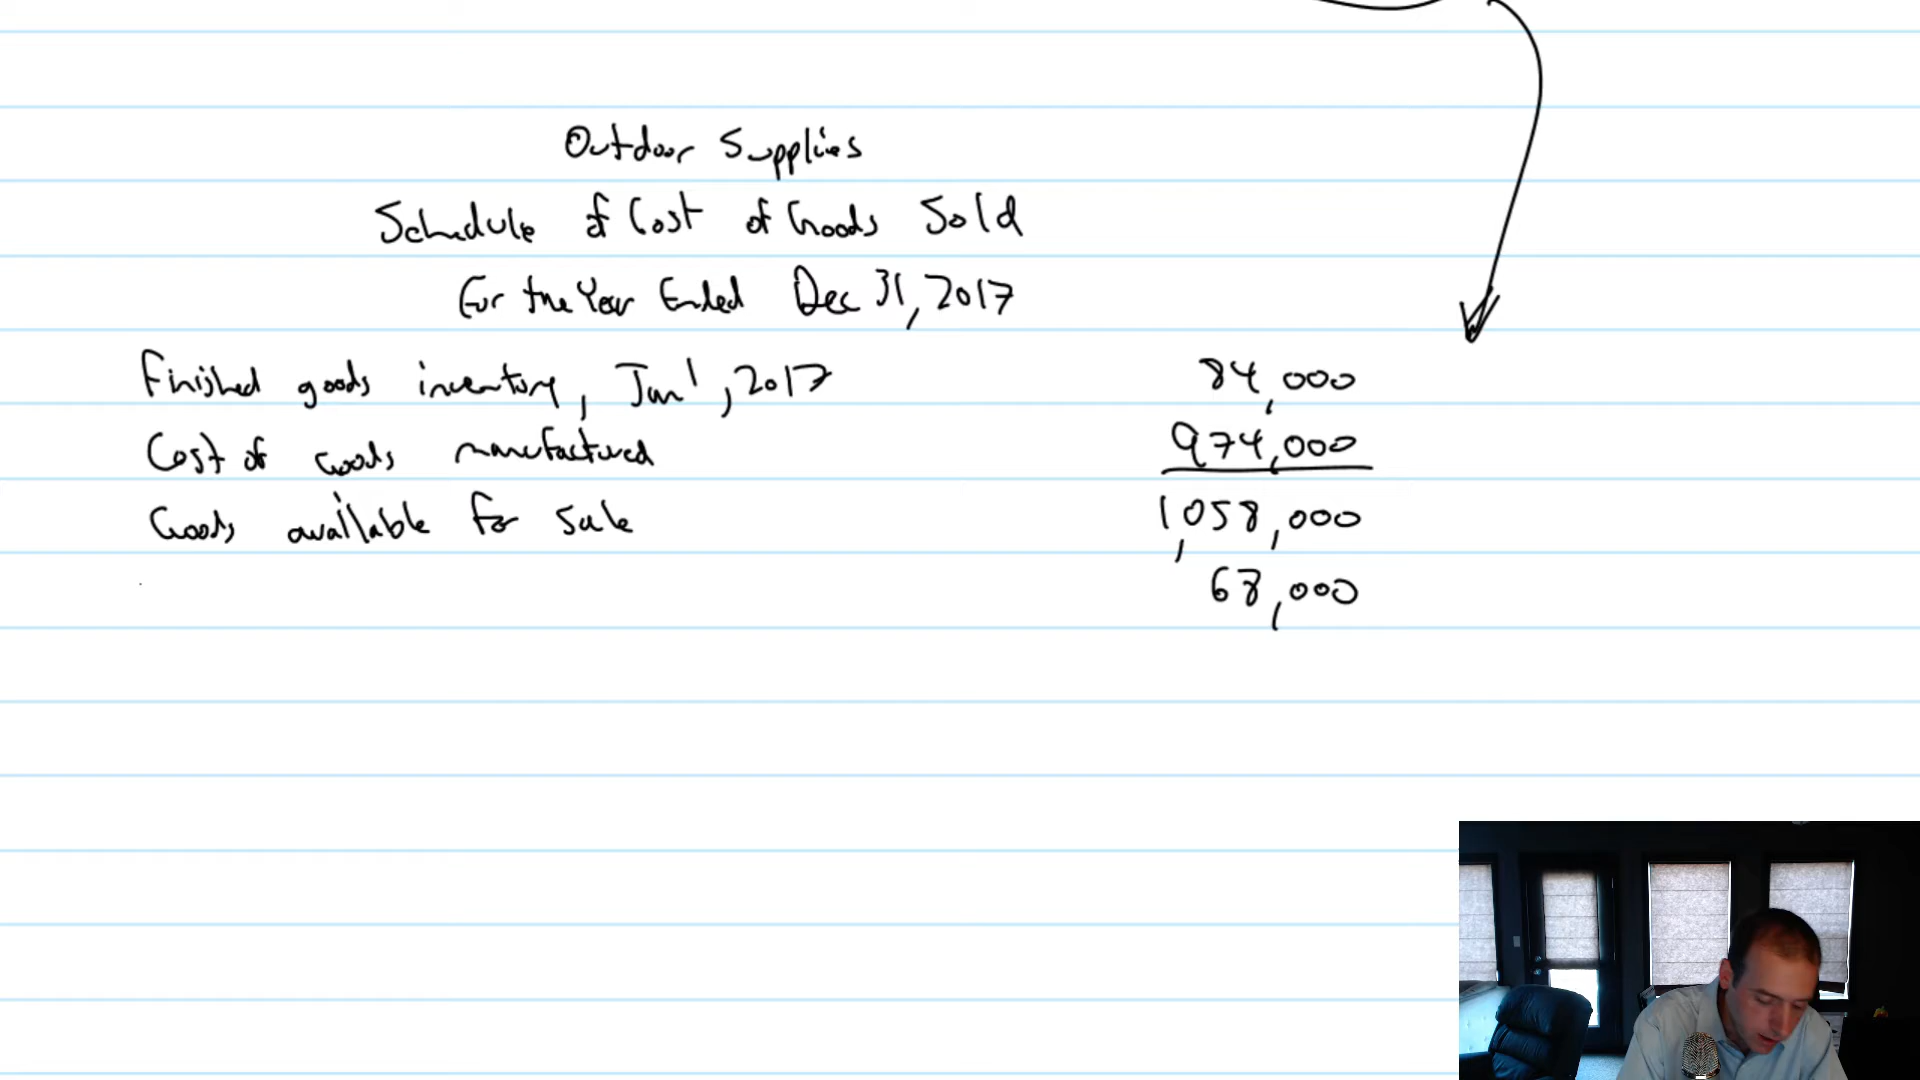 Outdoor Supplies
Schedule of Cost of Goods Sold
For the Year Ended Dec 31, 2017
Finished goods inventory, Jan 1, 2017 84,000
Cost of Goods manufactured 974,000
Goods available for sale 1,058,000
68,000